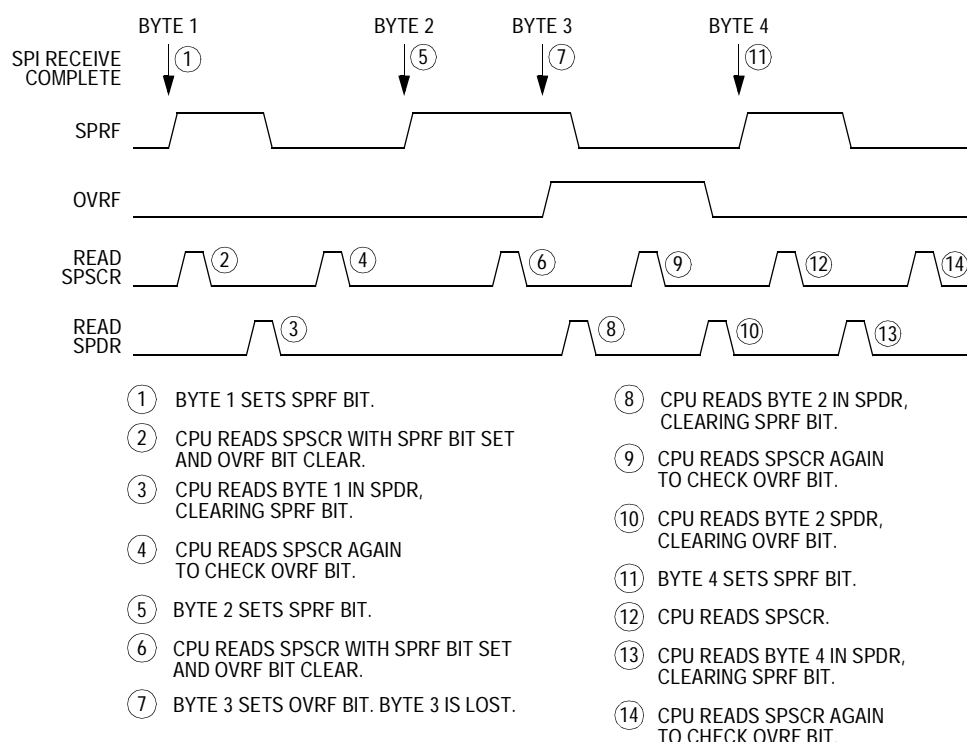 BYTE 1 BYTE 2 BYTE 3 BYTE 4
SPI RECEIVE
COMPLETE
1 5 7 11
SPRF
OVRF
READ
SPSCR
2 4 6 9 12 14
READ
SPDR
3 8 10 13
1 BYTE 1 SETS SPRF BIT.
2 CPU READS SPSCR WITH SPRF BIT SET
AND OVRF BIT CLEAR.
3 CPU READS BYTE 1 IN SPDR,
CLEARING SPRF BIT.
4 CPU READS SPSCR AGAIN
TO CHECK OVRF BIT.
5 BYTE 2 SETS SPRF BIT.
6 CPU READS SPSCR WITH SPRF BIT SET
AND OVRF BIT CLEAR.
7 BYTE 3 SETS OVRF BIT. BYTE 3 IS LOST.
8 CPU READS BYTE 2 IN SPDR,
CLEARING SPRF BIT.
9 CPU READS SPSCR AGAIN
TO CHECK OVRF BIT.
10 CPU READS BYTE 2 SPDR,
CLEARING OVRF BIT.
11 BYTE 4 SETS SPRF BIT.
12 CPU READS SPSCR.
13 CPU READS BYTE 4 IN SPDR,
CLEARING SPRF BIT.
14 CPU READS SPSCR AGAIN
TO CHECK OVRF BIT.